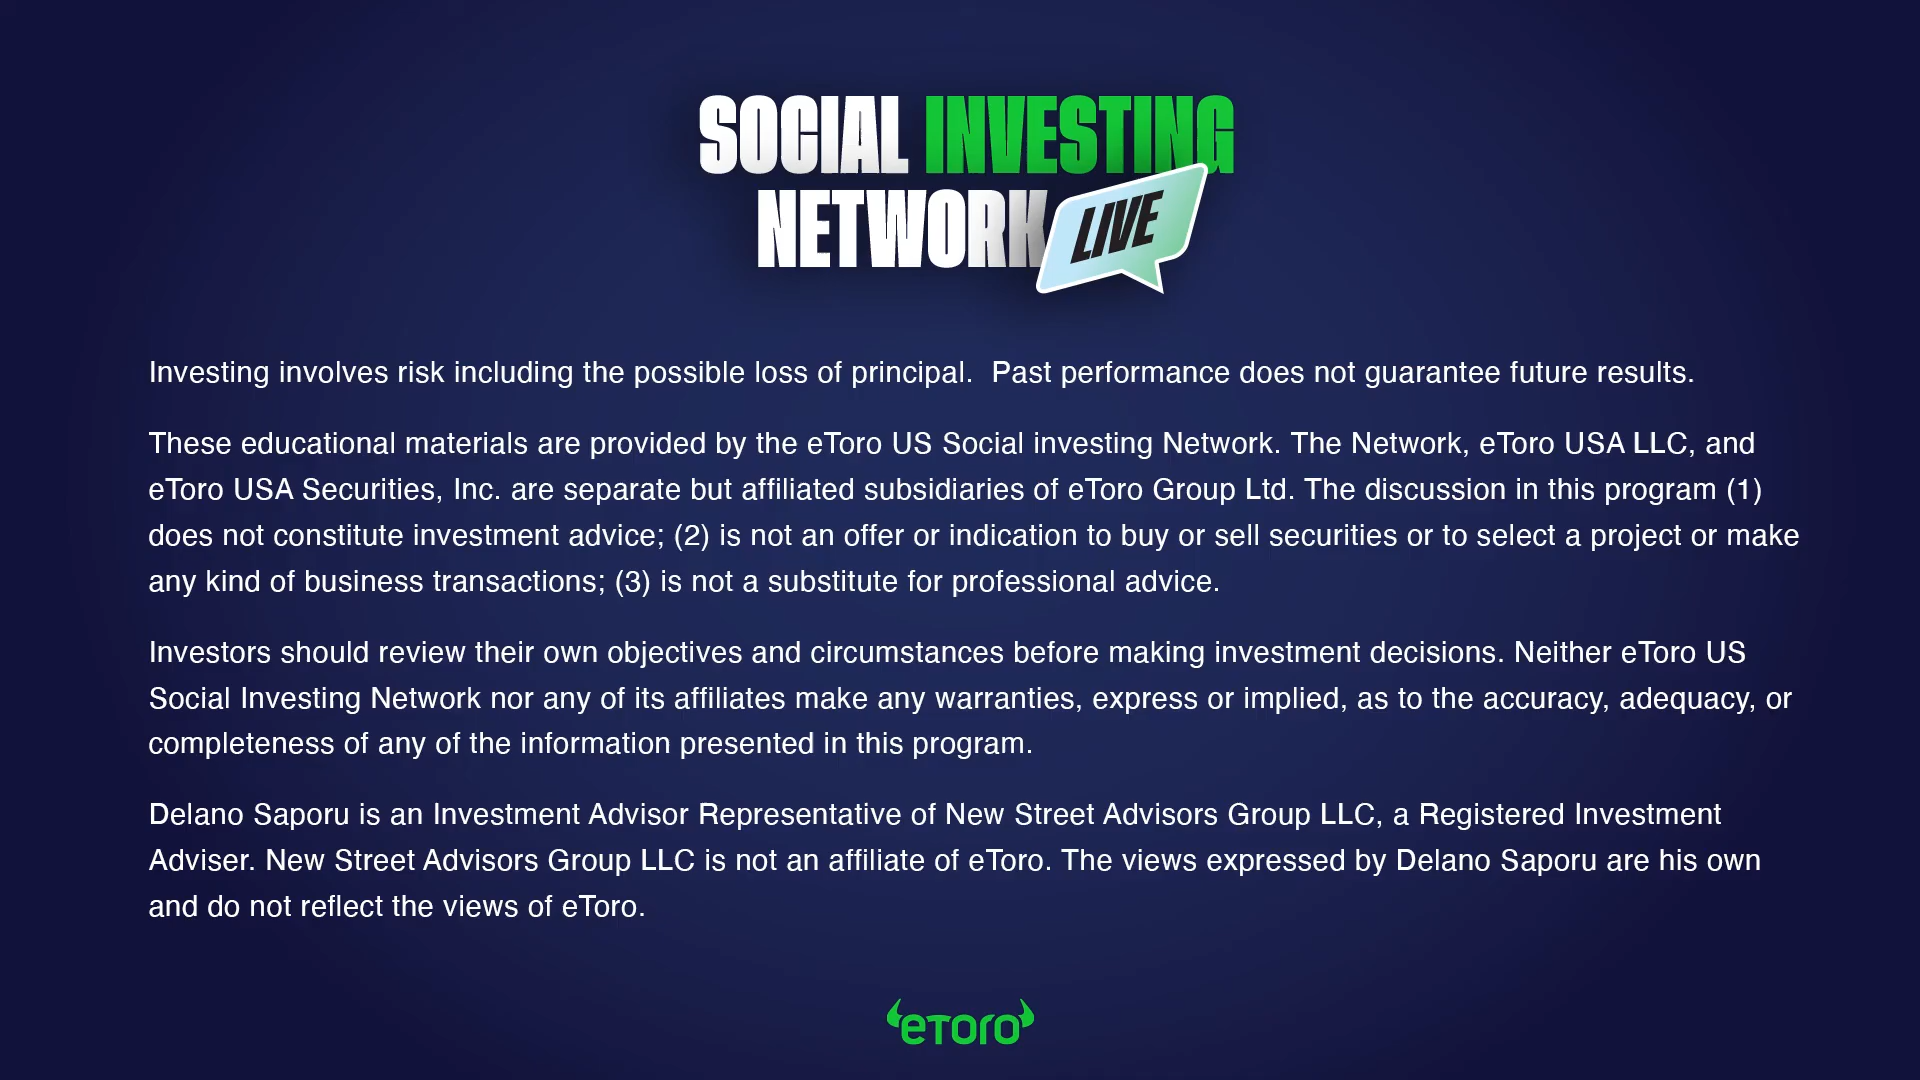 SOCIAL INVESTING
NETWORK LIVE
Investing involves risk including the possible loss of principal.  Past performance does not guarantee future results.
These educational materials are provided by the eToro US Social investing Network. The Network, eToro USA LLC, and
eToro USA Securities, Inc. are separate but affiliated subsidiaries of eToro Group Ltd. The discussion in this program (1)
does not constitute investment advice; (2) is not an offer or indication to buy or sell securities or to select a project or make
any kind of business transactions; (3) is not a substitute for professional advice.
Investors should review their own objectives and circumstances before making investment decisions. Neither eToro US
Social Investing Network nor any of its affiliates make any warranties, express or implied, as to the accuracy, adequacy, or
completeness of any of the information presented in this program.
Delano Saporu is an Investment Advisor Representative of New Street Advisors Group LLC, a Registered Investment
Adviser. New Street Advisors Group LLC is not an affiliate of eToro. The views expressed by Delano Saporu are his own
and do not reflect the views of eToro.
eToro